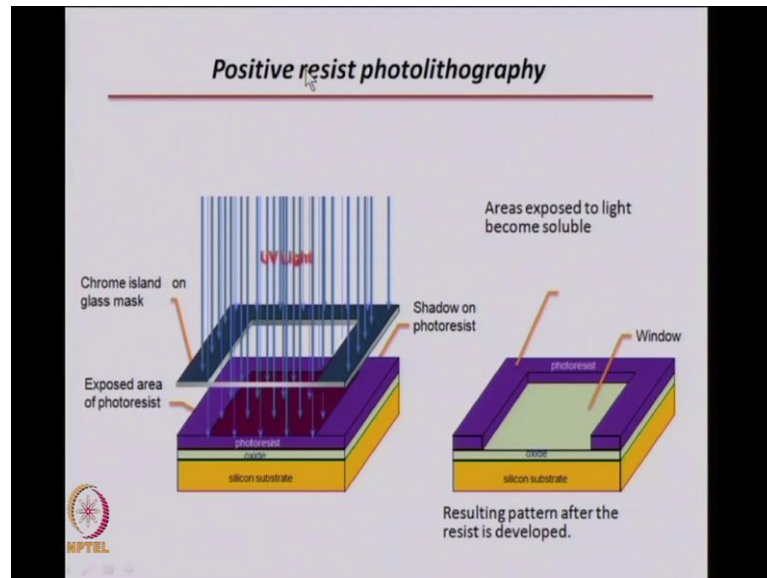 Positive resist photolithography
UV Light
Chrome island on
glass mask
Shadow on
photoresist
Exposed area
of photoresist
photoresist
oxide
silicon substrate
Areas exposed to light
become soluble
Window
photoresist
oxide
silicon substrate
Resulting pattern after the
resist is developed.
NPTEL